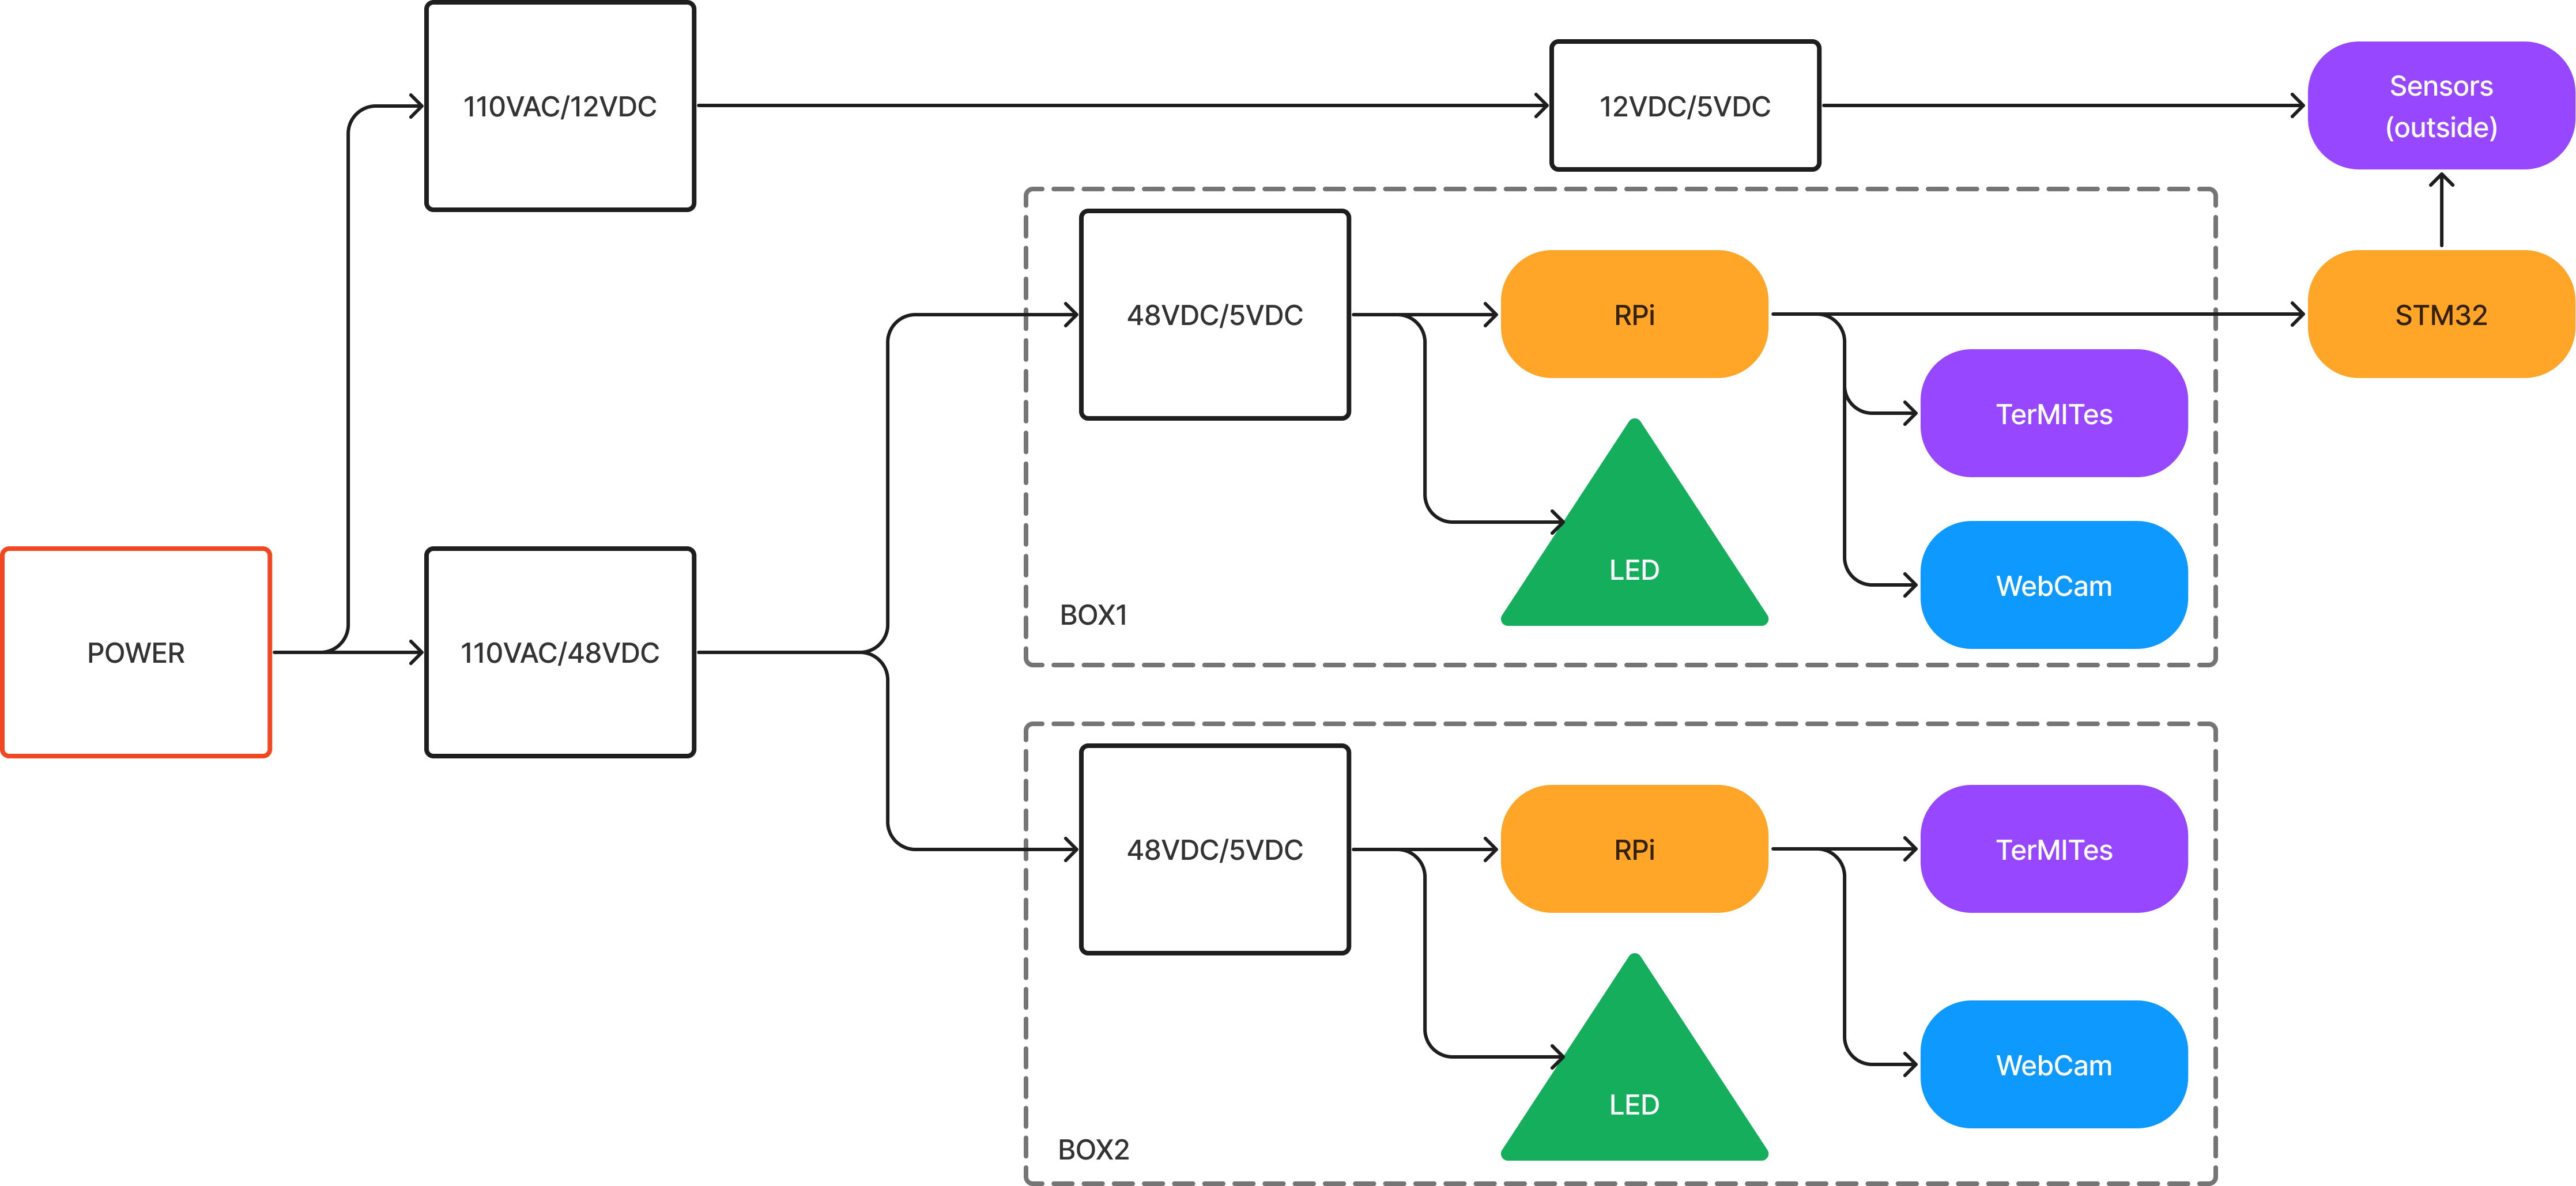 110VAC/12VDC
12VDC/5VDC
Sensors
(outside)
48VDC/5VDC
RPi
STM32
TerMITes
LED
WebCam
BOX1
POWER
110VAC/48VDC
48VDC/5VDC
RPi
TerMITes
LED
WebCam
BOX2